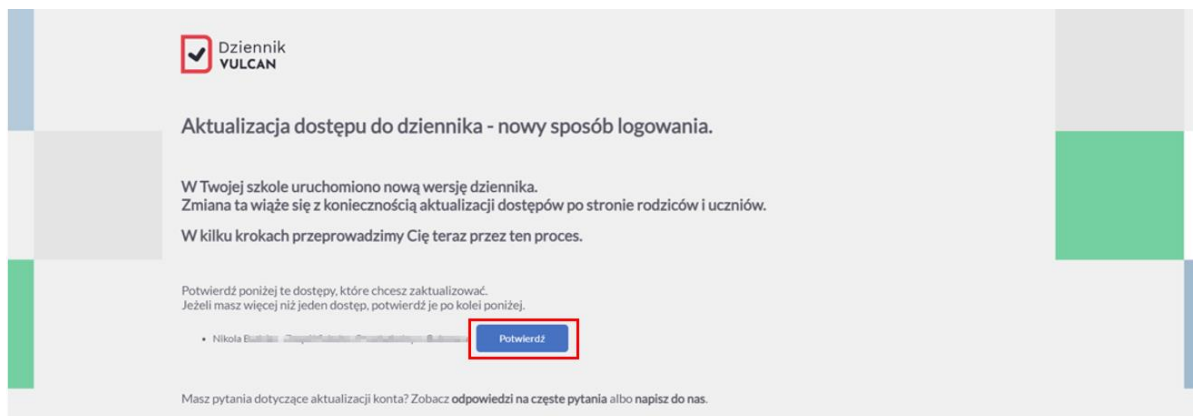 Dziennik
VULCAN
Aktualizacja dostępu do dziennika - nowy sposób logowania.
W Twojej szkole uruchomiono nową wersję dziennika.
Zmiana ta wiąże się z koniecznością aktualizacji dostępów po stronie rodziców i uczniów.
W kilku krokach przeprowadzimy Cię teraz przez ten proces.
Potwierdź poniżej te dostępy, które chcesz zaktualizować.
Jeżeli masz więcej niż jeden dostęp, potwierdź je po kolei poniżej.
• Nikola Potwierdź
Masz pytania dotyczące aktualizacji konta? Zobacz odpowiedzi na częste pytania albo napisz do nas.